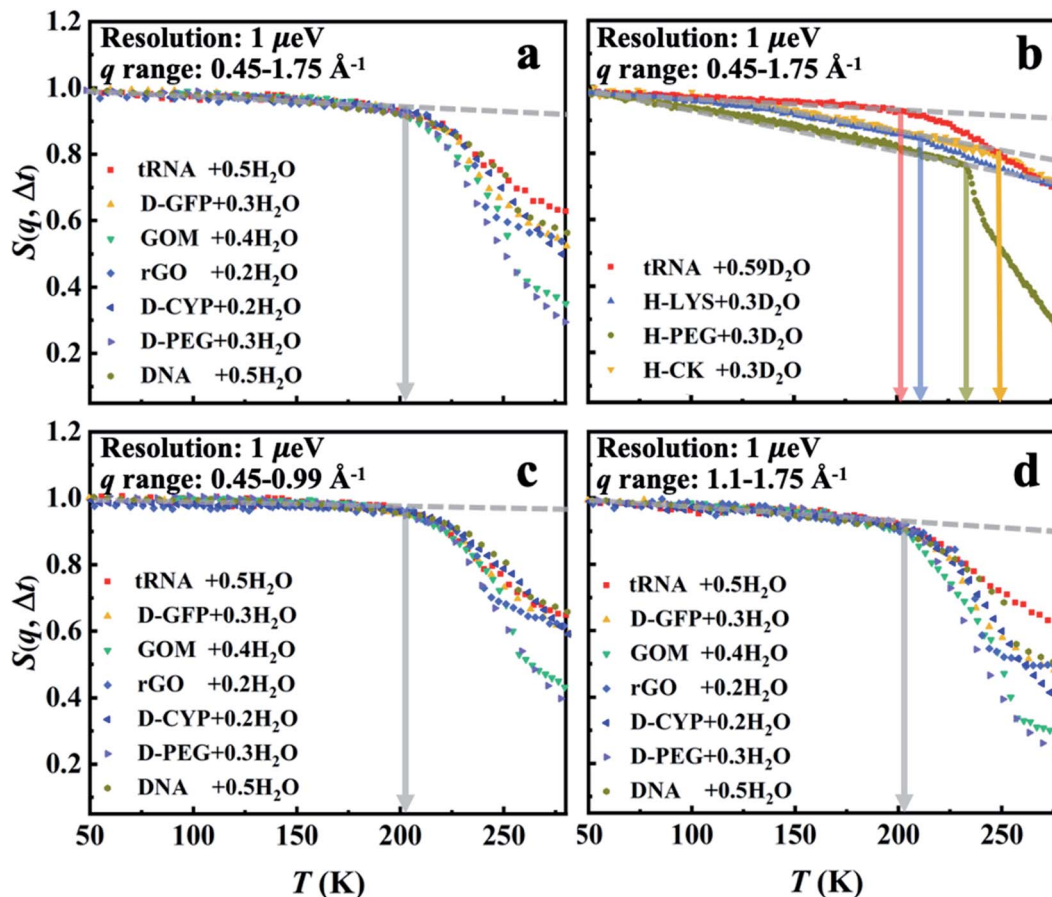 1.2
1.0
0.8
0.6
0.4
0.2
S(q, Δt)
Resolution: 1 μeV
q range: 0.45-1.75 Å⁻¹
a
tRNA +0.5H₂O
D-GFP+0.3H₂O
GOM +0.4H₂O
rGO +0.2H₂O
D-CYP+0.2H₂O
D-PEG+0.3H₂O
DNA +0.5H₂O
Resolution: 1 μeV
q range: 0.45-1.75 Å⁻¹
b
tRNA +0.59D₂O
H-LYS+0.3D₂O
H-PEG+0.3D₂O
H-CK +0.3D₂O
1.2
1.0
0.8
0.6
0.4
0.2
S(q, Δt)
Resolution: 1 μeV
q range: 0.45-0.99 Å⁻¹
c
tRNA +0.5H₂O
D-GFP+0.3H₂O
GOM +0.4H₂O
rGO +0.2H₂O
D-CYP+0.2H₂O
D-PEG+0.3H₂O
DNA +0.5H₂O
50 100 150 200 250
T (K)
Resolution: 1 μeV
q range: 1.1-1.75 Å⁻¹
d
tRNA +0.5H₂O
D-GFP+0.3H₂O
GOM +0.4H₂O
rGO +0.2H₂O
D-CYP+0.2H₂O
D-PEG+0.3H₂O
DNA +0.5H₂O
50 100 150 200 250
T (K)